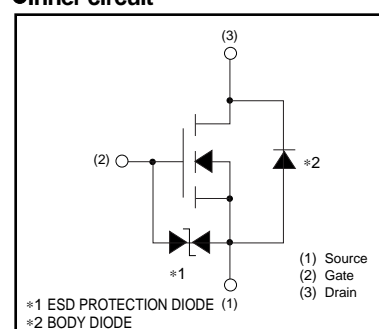 ●Inner circuit
(3)
(2)
∗2
∗1
(1) Source
(2) Gate
(3) Drain
∗1 ESD PROTECTION DIODE (1)
∗2 BODY DIODE